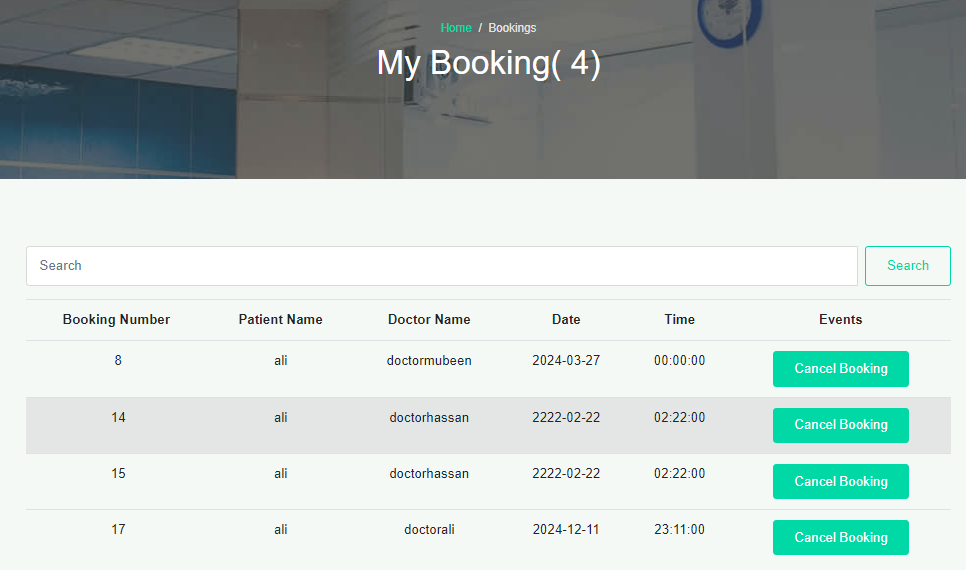 Home / Bookings
My Booking( 4)
Search Search
Booking Number Patient Name Doctor Name Date Time Events
8 ali doctormubeen 2024-03-27 00:00:00 Cancel Booking
14 ali doctorhassan 2222-02-22 02:22:00 Cancel Booking
15 ali doctorhassan 2222-02-22 02:22:00 Cancel Booking
17 ali doctorali 2024-12-11 23:11:00 Cancel Booking